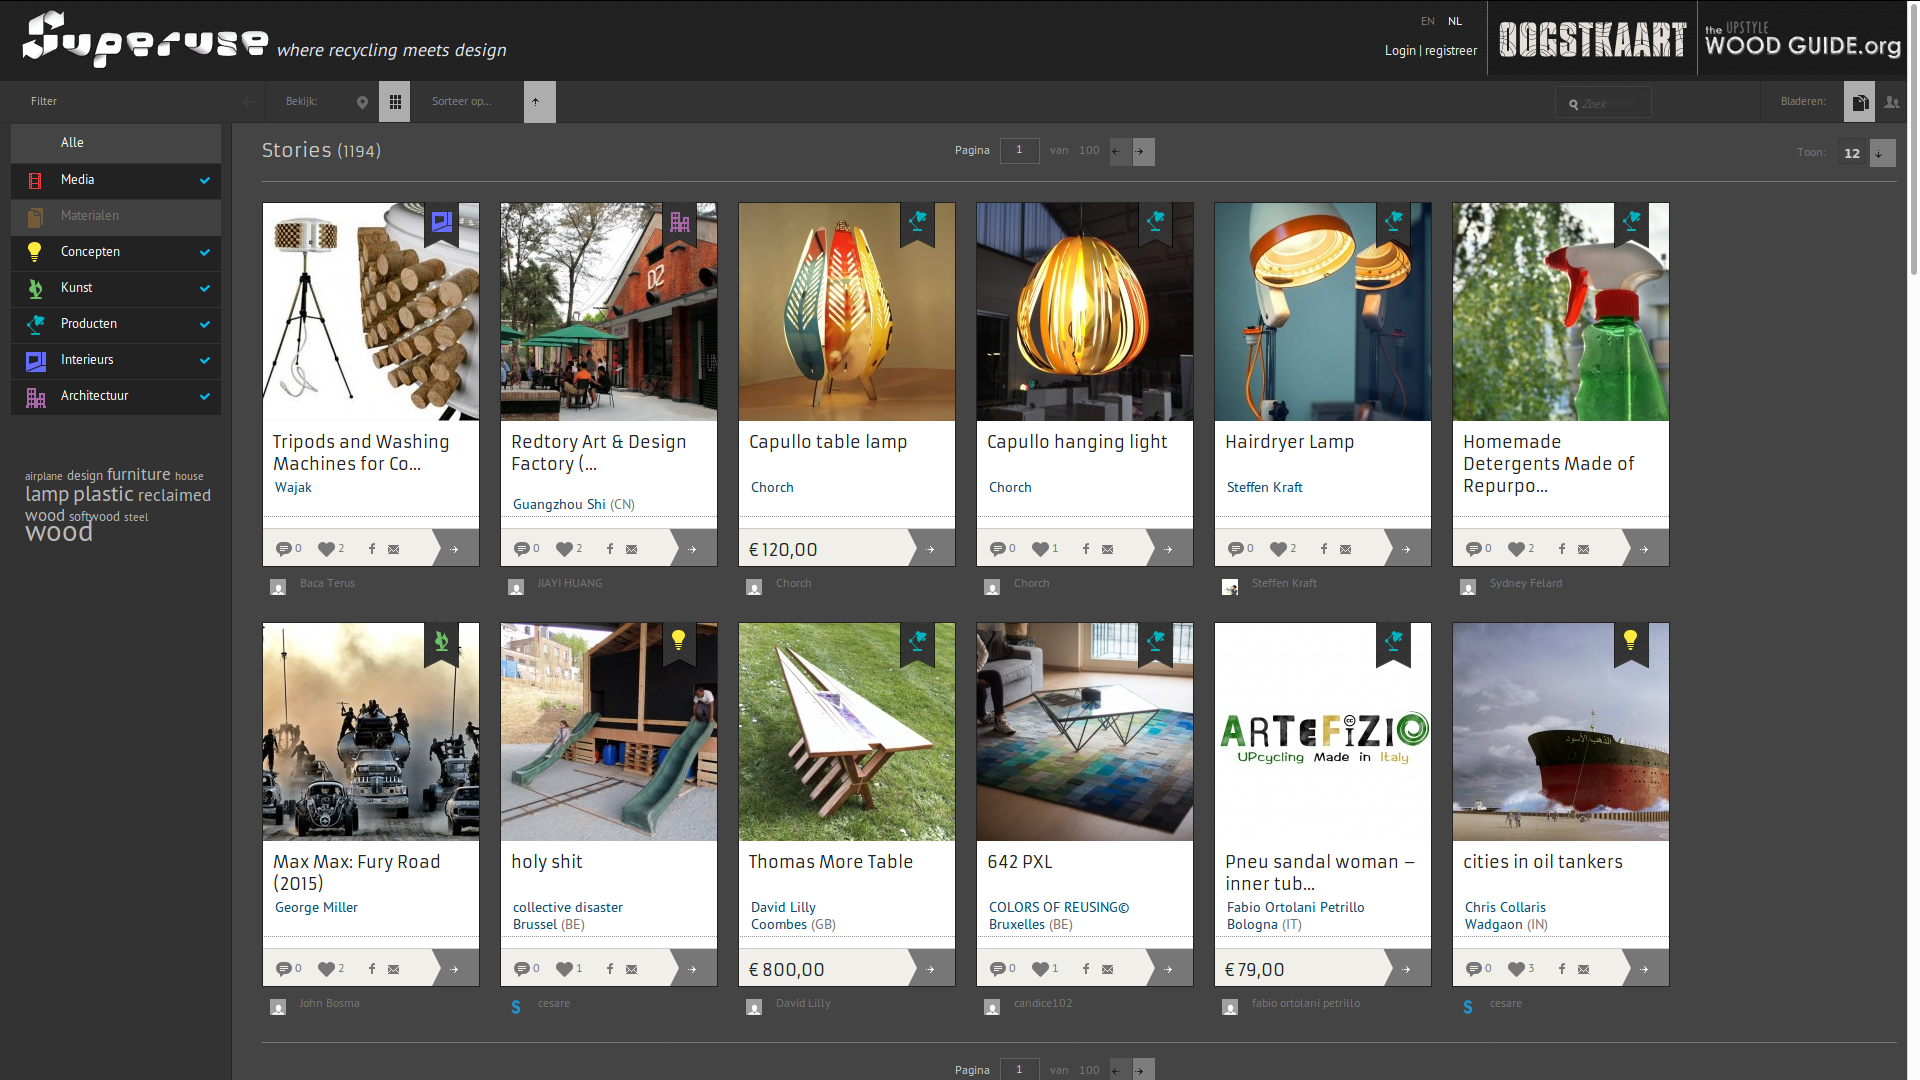 Superuse where recycling meets design
EN NL
Login | registreer
OOGSTKAART
the UPSTYLE
WOOD GUIDE.org
Filter
Bekijk:
Sorteer op...
Zoek
Bladeren:
Alle
Media
Materialen
Concepten
Kunst
Producten
Interieurs
Architectuur
airplane design furniture house
lamp plastic reclaimed
wood softwood steel
wood
Stories (1194)
Pagina 1 van 100
Toon: 12
Tripods and Washing
Machines for Co...
Wajak
0 2
Baca Terus
Redtory Art & Design
Factory (...
Guangzhou Shi (CN)
0 2
JIAYI HUANG
Capullo table lamp
Chorch
€ 120,00
Chorch
Capullo hanging light
Chorch
0 1
Chorch
Hairdryer Lamp
Steffen Kraft
0 2
Steffen Kraft
Homemade
Detergents Made of
Repurpo...
0 2
Sydney Felard
Max Max: Fury Road
(2015)
George Miller
0 2
John Bosma
holy shit
collective disaster
Brussel (BE)
0 1
cesare
Thomas More Table
David Lilly
Coombes (GB)
€ 800,00
David Lilly
642 PXL
COLORS OF REUSING©
Bruxelles (BE)
0 1
candice102
ARTEFIZIO
UPcycling Made in Italy
Pneu sandal woman –
inner tub...
Fabio Ortolani Petrillo
Bologna (IT)
€ 79,00
fabio ortolani petrillo
cities in oil tankers
Chris Collaris
Wadgaon (IN)
0 3
cesare
Pagina 1 van 100